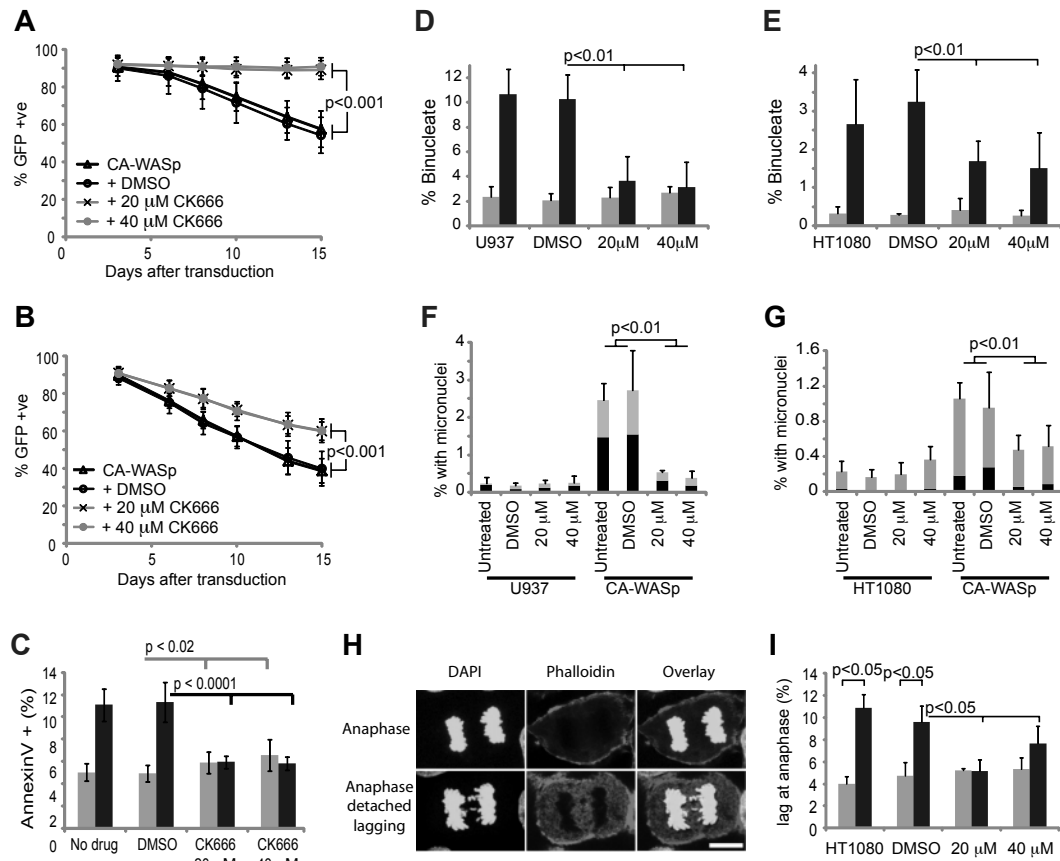 A
100
80
60
40
20
0
% GFP +ve
p<0.001
CA-WASp
+ DMSO
+ 20 µM CK666
+ 40 µM CK666
0 5 10 15
Days after transduction
B
100
80
60
40
20
0
% GFP +ve
p<0.001
CA-WASp
+ DMSO
+ 20 µM CK666
+ 40 µM CK666
0 5 10 15
Days after transduction
C
p < 0.02
p < 0.0001
14
12
10
8
6
4
2
0
AnnexinV + (%)
No drug DMSO CK666 CK666
D
p<0.01
12
10
8
6
4
2
0
% Binucleate
U937 DMSO 20µM 40µM
E
p<0.01
4
3
2
1
0
% Binucleate
HT1080 DMSO 20µM 40µM
F
p<0.01
4
3
2
1
0
% with micronuclei
Untreated DMSO 20 µM 40 µM Untreated DMSO 20 µM 40 µM
U937 CA-WASp
G
p<0.01
1.6
1.2
0.8
0.4
0
% with micronuclei
Untreated DMSO 20 µM 40 µM Untreated DMSO 20 µM 40 µM
HT1080 CA-WASp
H
DAPI Phalloidin Overlay
Anaphase
Anaphase
detached
lagging
I
p<0.05 p<0.05
p<0.05
14
12
10
8
6
4
2
0
lag at anaphase (%)
HT1080 DMSO 20 µM 40 µM